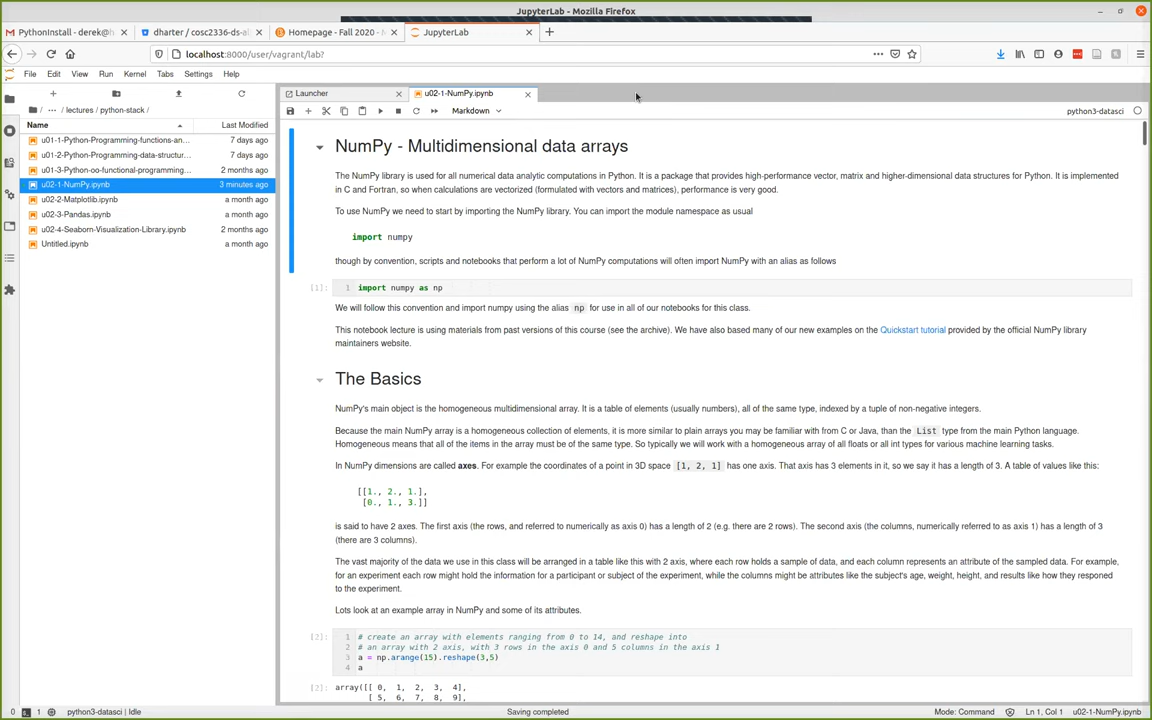 JupyterLab - Mozilla Firefox
PythonInstall - derek@h
dharter / cosc2336-ds-al
Homepage - Fall 2020 - M
JupyterLab
localhost:8000/user/vagrant/lab?
File Edit View Run Kernel Tabs Settings Help
/ ... / lectures / python-stack /
Name Last Modified
u01-1-Python-Programming-functions-an... 7 days ago
u01-2-Python-Programming-data-structur... 7 days ago
u01-3-Python-oo-functional-programming... 2 months ago
u02-1-NumPy.ipynb 3 minutes ago
u02-2-Matplotlib.ipynb a month ago
u02-3-Pandas.ipynb a month ago
u02-4-Seaborn-Visualization-Library.ipynb 2 months ago
Untitled.ipynb a month ago
Launcher
u02-1-NumPy.ipynb
Markdown
python3-datasci
NumPy - Multidimensional data arrays
The NumPy library is used for all numerical data analytic computations in Python. It is a package that provides high-performance vector, matrix and higher-dimensional data structures for Python. It is implemented
in C and Fortran, so when calculations are vectorized (formulated with vectors and matrices), performance is very good.
To use NumPy we need to start by importing the NumPy library. You can import the module namespace as usual
import numpy
though by convention, scripts and notebooks that perform a lot of NumPy computations will often import NumPy with an alias as follows
[1]: 1 import numpy as np
We will follow this convention and import numpy using the alias np for use in all of our notebooks for this class.
This notebook lecture is using materials from past versions of this course (see the archive). We have also based many of our new examples on the Quickstart tutorial provided by the official NumPy library
maintainers website.
The Basics
NumPy's main object is the homogeneous multidimensional array. It is a table of elements (usually numbers), all of the same type, indexed by a tuple of non-negative integers.
Because the main NumPy array is a homogeneous collection of elements, it is more similar to plain arrays you may be familiar with from C or Java, than the List type from the main Python language.
Homogeneous means that all of the items in the array must be of the same type. So typically we will work with a homogeneous array of all floats or all int types for various machine learning tasks.
In NumPy dimensions are called axes. For example the coordinates of a point in 3D space [1, 2, 1] has one axis. That axis has 3 elements in it, so we say it has a length of 3. A table of values like this:
[[1., 2., 1.],
[0., 1., 3.]]
is said to have 2 axes. The first axis (the rows, and referred to numerically as axis 0) has a length of 2 (e.g. there are 2 rows). The second axis (the columns, numerically referred to as axis 1) has a length of 3
(there are 3 columns).
The vast majority of the data we use in this class will be arranged in a table like this with 2 axis, where each row holds a sample of data, and each column represents an attribute of the sampled data. For example,
for an experiment each row might hold the information for a participant or subject of the experiment, while the columns might be attributes like the subject's age, weight, height, and results like how they responed
to the experiment.
Lots look at an example array in NumPy and some of its attributes.
[2]: 1 # create an array with elements ranging from 0 to 14, and reshape into
2 # an array with 2 axis, with 3 rows in the axis 0 and 5 columns in the axis 1
3 a = np.arange(15).reshape(3,5)
4 a
[2]: array([[ 0, 1, 2, 3, 4],
[ 5, 6, 7, 8, 9],
0 1 python3-datasci | Idle Saving completed Mode: Command Ln 1, Col 1 u02-1-NumPy.ipynb